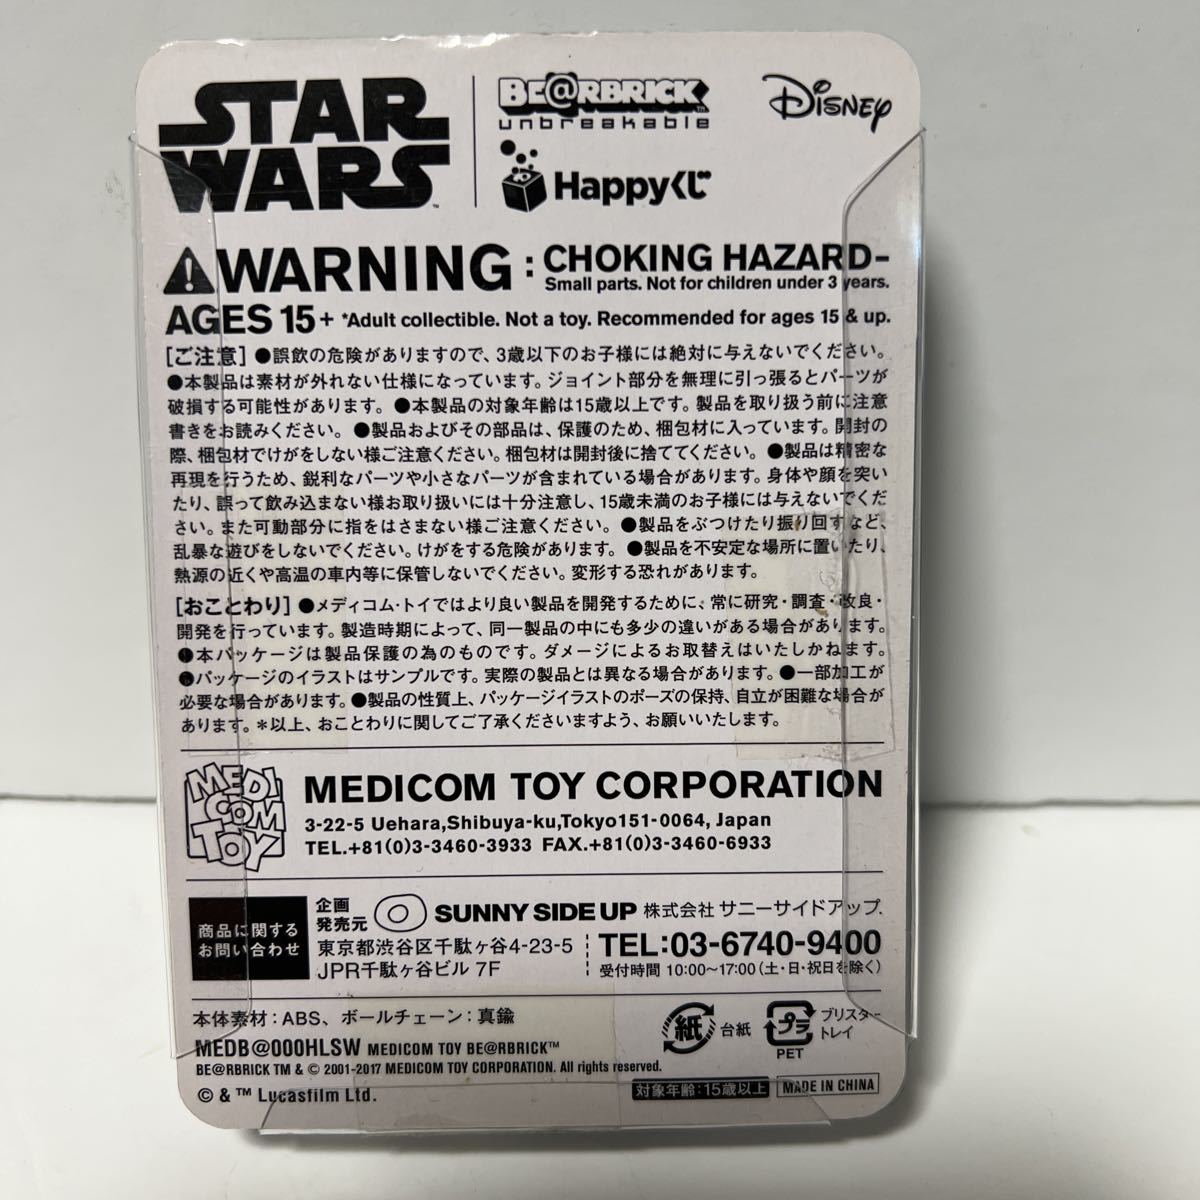 STAR
WARS™
BE@RBRICK™
unbreakable
Happyくじ
Disney
WARNING : CHOKING HAZARD–
Small parts. Not for children under 3 years.
AGES 15+ *Adult collectible. Not a toy. Recommended for ages 15 & up.
[ご注意] ●誤飲の危険がありますので、3歳以下のお子様には絶対に与えないでください。
●本製品は素材が外れない仕様になっています。ジョイント部分を無理に引っ張るとパーツが
破損する可能性があります。 ●本製品の対象年齢は15歳以上です。製品を取り扱う前に注意
書きをお読みください。 ●製品およびその部品は、保護のため、梱包材に入っています。開封の
際、梱包材でけがをしない様ご注意ください。梱包材は開封後に捨ててください。 ●製品は精密な
再現を行うため、鋭利なパーツや小さなパーツが含まれている場合があります。身体や顔を突い
たり、誤って飲み込まない様お取り扱いには十分注意し、15歳未満のお子様には与えないでくだ
さい。また可動部分に指をはさまない様ご注意ください。 ●製品をぶつけたり振り回すなど、
乱暴な遊びをしないでください。けがをする危険があります。 ●製品を不安定な場所に置いたり、
熱源の近くや高温の車内等に保管しないでください。変形する恐れがあります。
[おことわり] ●メディコム・トイではより良い製品を開発するために、常に研究・調査・改良・
開発を行っています。製造時期によって、同一製品の中にも多少の違いがある場合があります。
●本パッケージは製品保護の為のものです。ダメージによるお取替えはいたしかねます。
●パッケージのイラストはサンプルです。実際の製品とは異なる場合があります。 ●一部加工が
必要な場合があります。 ●製品の性質上、パッケージイラストのポーズの保持、自立が困難な場合が
あります。＊以上、おことわりに関してご了承くださいますよう、お願いいたします。
MEDI
COM
TOY
MEDICOM TOY CORPORATION
3-22-5 Uehara,Shibuya-ku,Tokyo151-0064, Japan
TEL.+81(0)3-3460-3933 FAX.+81(0)3-3460-6933
商品に関する
お問い合わせ
企画
発売元
SUNNY SIDE UP 株式会社 サニーサイドアップ.
東京都渋谷区千駄ヶ谷4-23-5
JPR千駄ヶ谷ビル 7F
TEL:03-6740-9400
受付時間 10:00〜17:00(土・日・祝日を除く)
本体素材：ABS、ボールチェーン：真鍮
MEDB@000HLSW MEDICOM TOY BE@RBRICK™
BE@RBRICK TM & © 2001-2017 MEDICOM TOY CORPORATION. All rights reserved.
© & ™ Lucasfilm Ltd.
紙 台紙
プラ
PET
ブリスター
トレイ
対象年齢：15歳以上
MADE IN CHINA